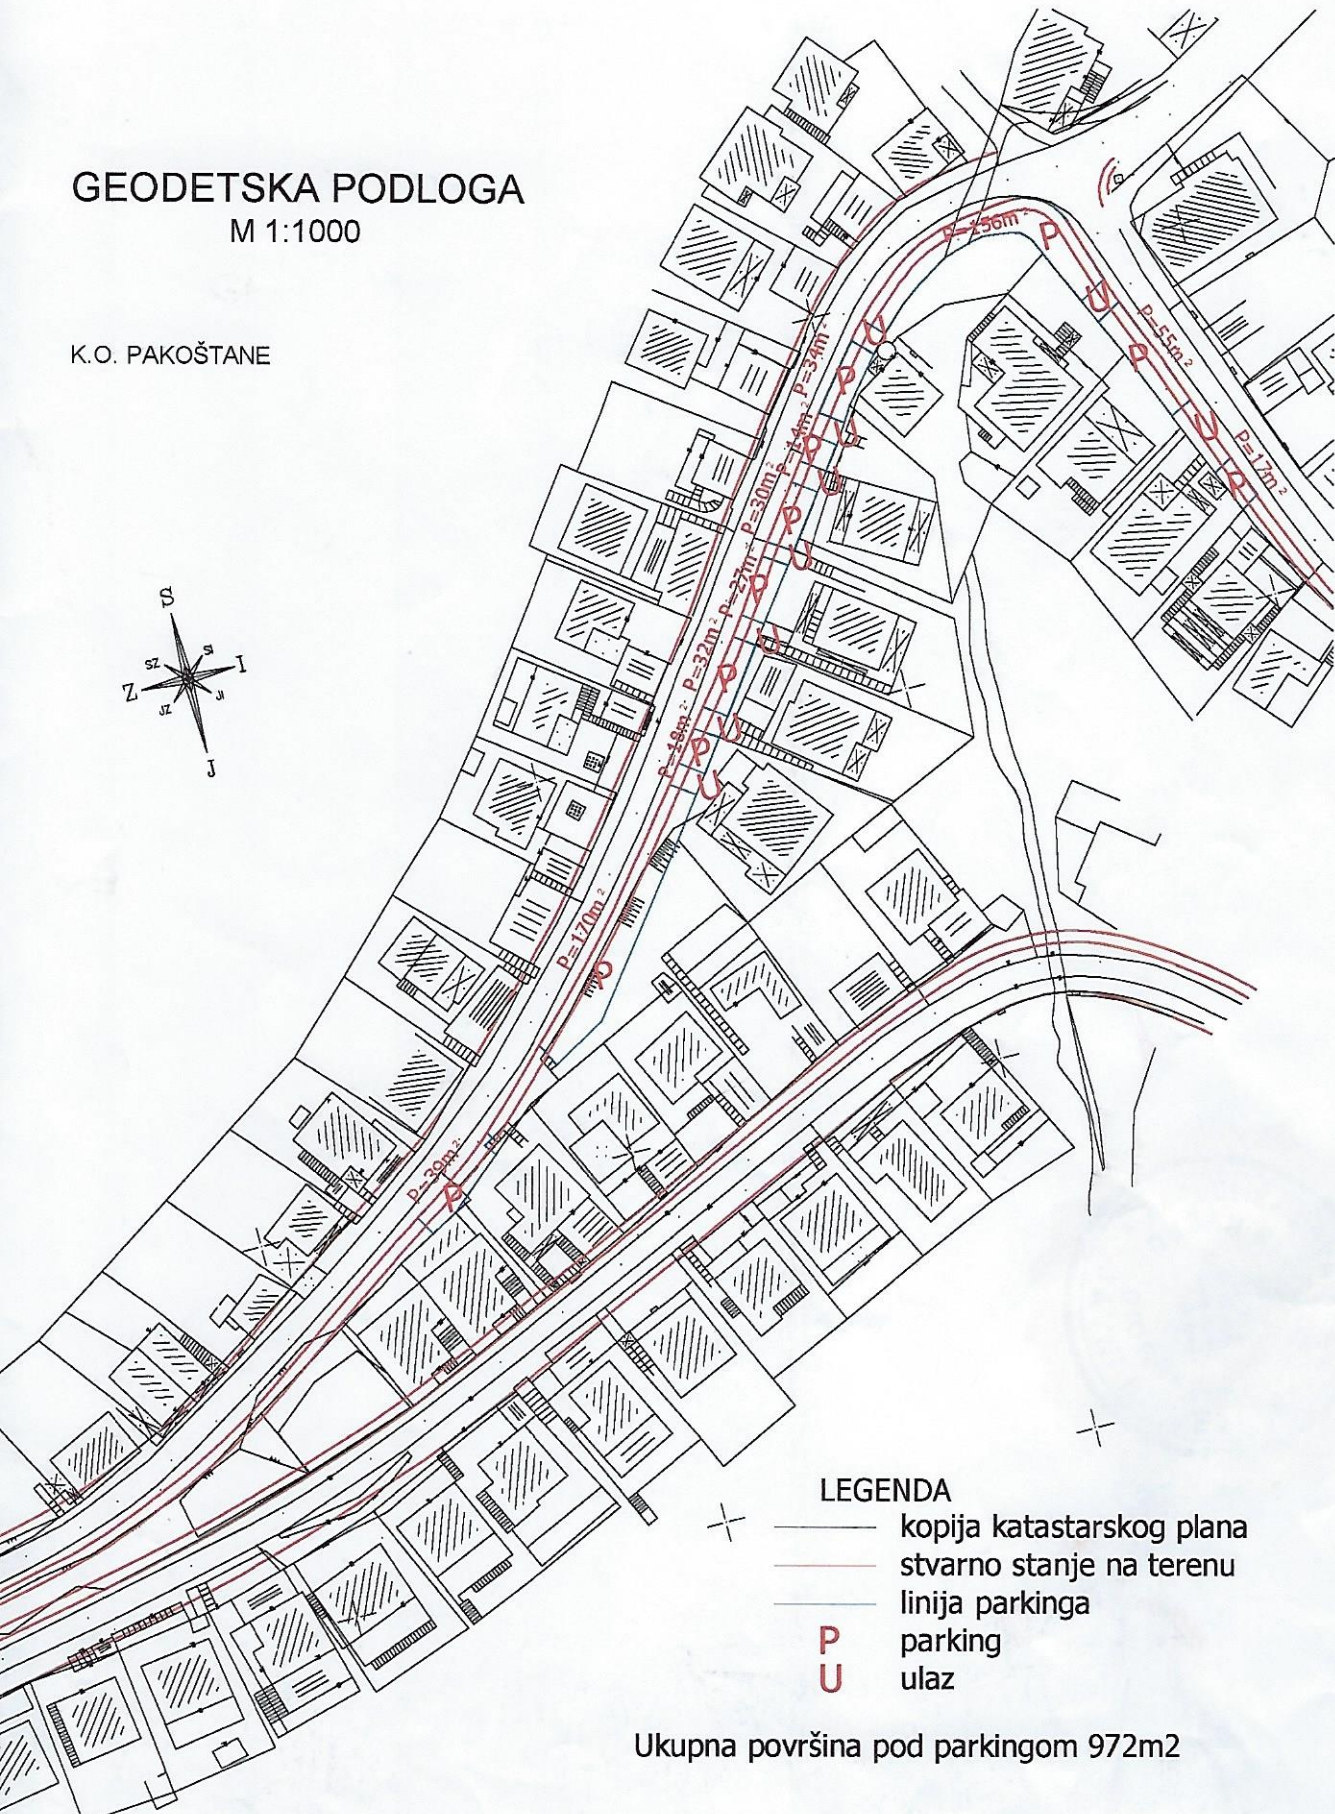 GEODETSKA PODLOGA
M 1:1000
K.O. PAKOŠTANE
S
SZ
SI
Z
I
JZ
JI
J
P=156m²
P
U
P=55m²
U
P=34m²
P
P
U
P=14m²
U
P
P=17m²
U
P
P=30m²
P
U
P=27m²
P
U
P=32m²
P
U
P=18m²
P
U
P=170m²
P
P=39m²
P
LEGENDA
kopija katastarskog plana
stvarno stanje na terenu
linija parkinga
P parking
U ulaz
Ukupna površina pod parkingom 972m2